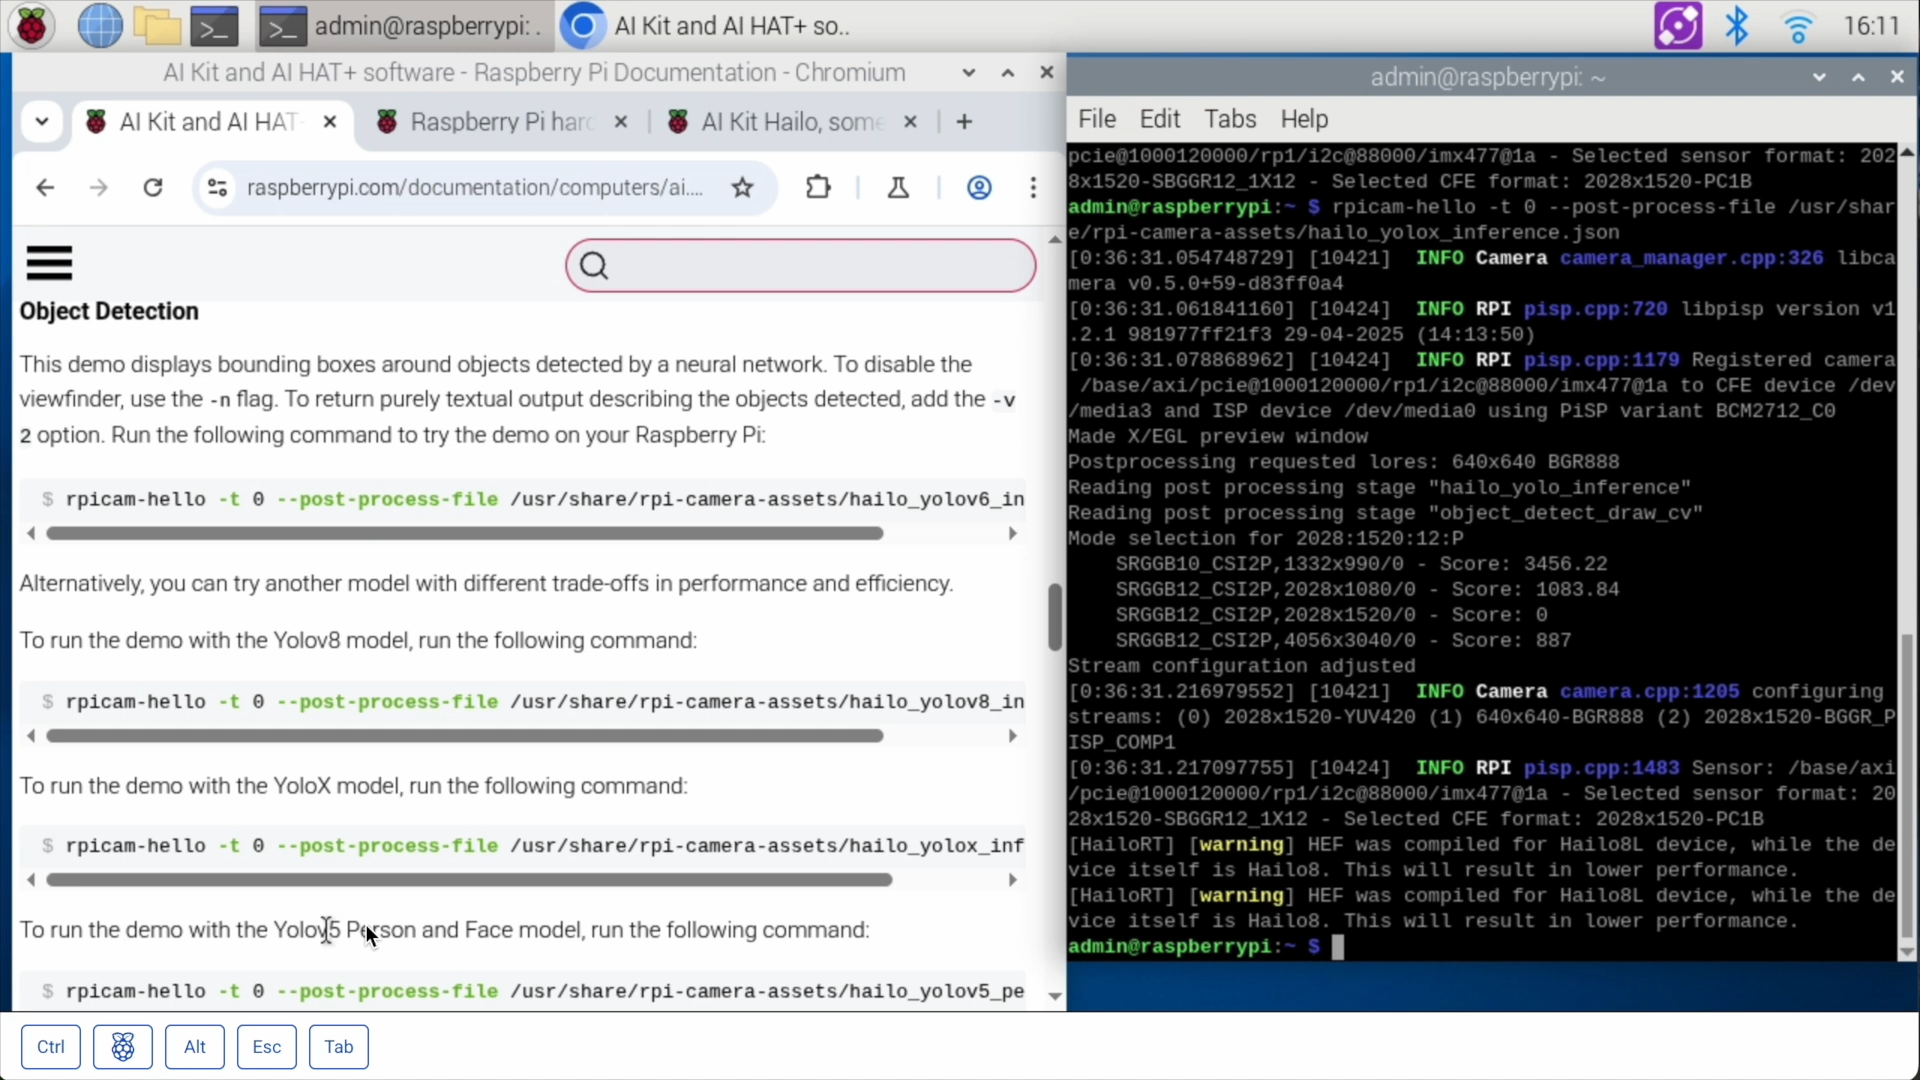 admin@raspberrypi: .
AI Kit and AI HAT+ so..
16:11
AI Kit and AI HAT+ software - Raspberry Pi Documentation - Chromium
AI Kit and AI HAT-
Raspberry Pi hard
AI Kit Hailo, some
raspberrypi.com/documentation/computers/ai....
Object Detection
This demo displays bounding boxes around objects detected by a neural network. To disable the
viewfinder, use the -n flag. To return purely textual output describing the objects detected, add the -v
2 option. Run the following command to try the demo on your Raspberry Pi:
$ rpicam-hello -t 0 --post-process-file /usr/share/rpi-camera-assets/hailo_yolov6_in
Alternatively, you can try another model with different trade-offs in performance and efficiency.
To run the demo with the Yolov8 model, run the following command:
$ rpicam-hello -t 0 --post-process-file /usr/share/rpi-camera-assets/hailo_yolov8_in
To run the demo with the YoloX model, run the following command:
$ rpicam-hello -t 0 --post-process-file /usr/share/rpi-camera-assets/hailo_yolox_inf
To run the demo with the Yolov5 Person and Face model, run the following command:
$ rpicam-hello -t 0 --post-process-file /usr/share/rpi-camera-assets/hailo_yolov5_pe
admin@raspberrypi: ~
File Edit Tabs Help
pcie@1000120000/rp1/i2c@88000/imx477@1a - Selected sensor format: 202
8x1520-SBGGR12_1X12 - Selected CFE format: 2028x1520-PC1B
admin@raspberrypi:~ $ rpicam-hello -t 0 --post-process-file /usr/shar
e/rpi-camera-assets/hailo_yolox_inference.json
[0:36:31.054748729] [10421] INFO Camera camera_manager.cpp:326 libca
mera v0.5.0+59-d83ff0a4
[0:36:31.061841160] [10424] INFO RPI pisp.cpp:720 libpisp version v1
.2.1 981977ff21f3 29-04-2025 (14:13:50)
[0:36:31.078868962] [10424] INFO RPI pisp.cpp:1179 Registered camera
/base/axi/pcie@1000120000/rp1/i2c@88000/imx477@1a to CFE device /dev
/media3 and ISP device /dev/media0 using PiSP variant BCM2712_C0
Made X/EGL preview window
Postprocessing requested lores: 640x640 BGR888
Reading post processing stage "hailo_yolo_inference"
Reading post processing stage "object_detect_draw_cv"
Mode selection for 2028:1520:12:P
SRGGB10_CSI2P,1332x990/0 - Score: 3456.22
SRGGB12_CSI2P,2028x1080/0 - Score: 1083.84
SRGGB12_CSI2P,2028x1520/0 - Score: 0
SRGGB12_CSI2P,4056x3040/0 - Score: 887
Stream configuration adjusted
[0:36:31.216979552] [10421] INFO Camera camera.cpp:1205 configuring
streams: (0) 2028x1520-YUV420 (1) 640x640-BGR888 (2) 2028x1520-BGGR_P
ISP_COMP1
[0:36:31.217097755] [10424] INFO RPI pisp.cpp:1483 Sensor: /base/axi
/pcie@1000120000/rp1/i2c@88000/imx477@1a - Selected sensor format: 20
28x1520-SBGGR12_1X12 - Selected CFE format: 2028x1520-PC1B
[HailoRT] [warning] HEF was compiled for Hailo8L device, while the de
vice itself is Hailo8. This will result in lower performance.
[HailoRT] [warning] HEF was compiled for Hailo8L device, while the de
vice itself is Hailo8. This will result in lower performance.
admin@raspberrypi:~ $
Ctrl Alt Esc Tab